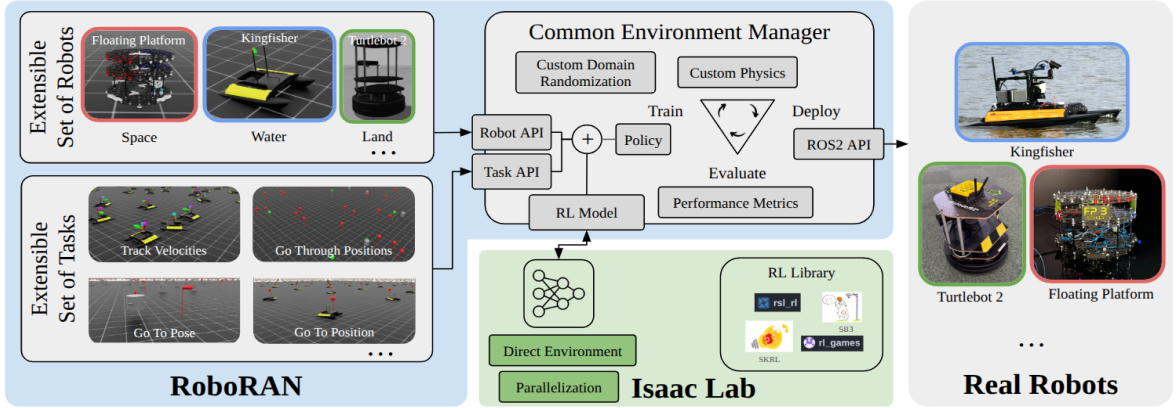 Extensible
Set of Robots
Floating Platform
Kingfisher
Turtlebot 2
Space
Water
Land
...
Extensible
Set of Tasks
Track Velocities
Go Through Positions
Go To Pose
Go To Position
...
RoboRAN
Common Environment Manager
Custom Domain
Randomization
Custom Physics
Train
Deploy
Evaluate
Robot API
Task API
+
Policy
ROS2 API
RL Model
Performance Metrics
RL Library
rsl_rl
SB3
SKRL
rl_games
Direct Environment
Parallelization
Isaac Lab
Kingfisher
Turtlebot 2
FP 3
Floating Platform
...
Real Robots